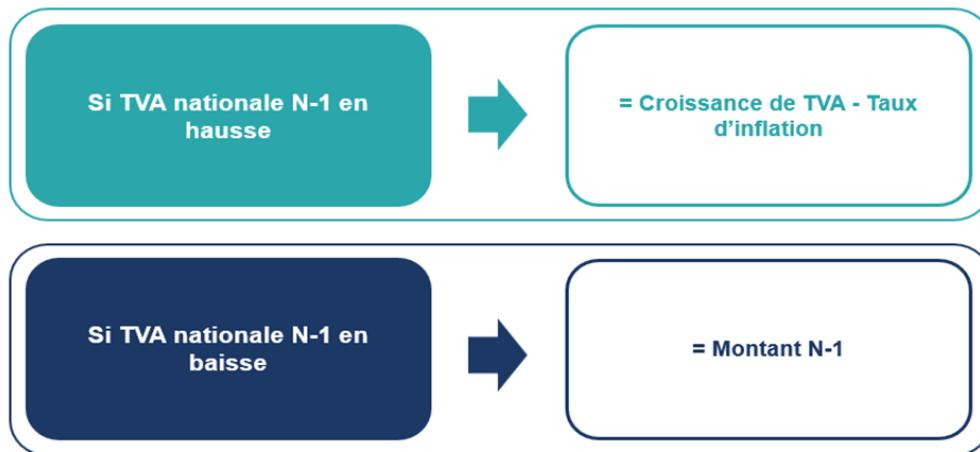 Si TVA nationale N-1 en
hausse
= Croissance de TVA - Taux
d'inflation
Si TVA nationale N-1 en
baisse
= Montant N-1